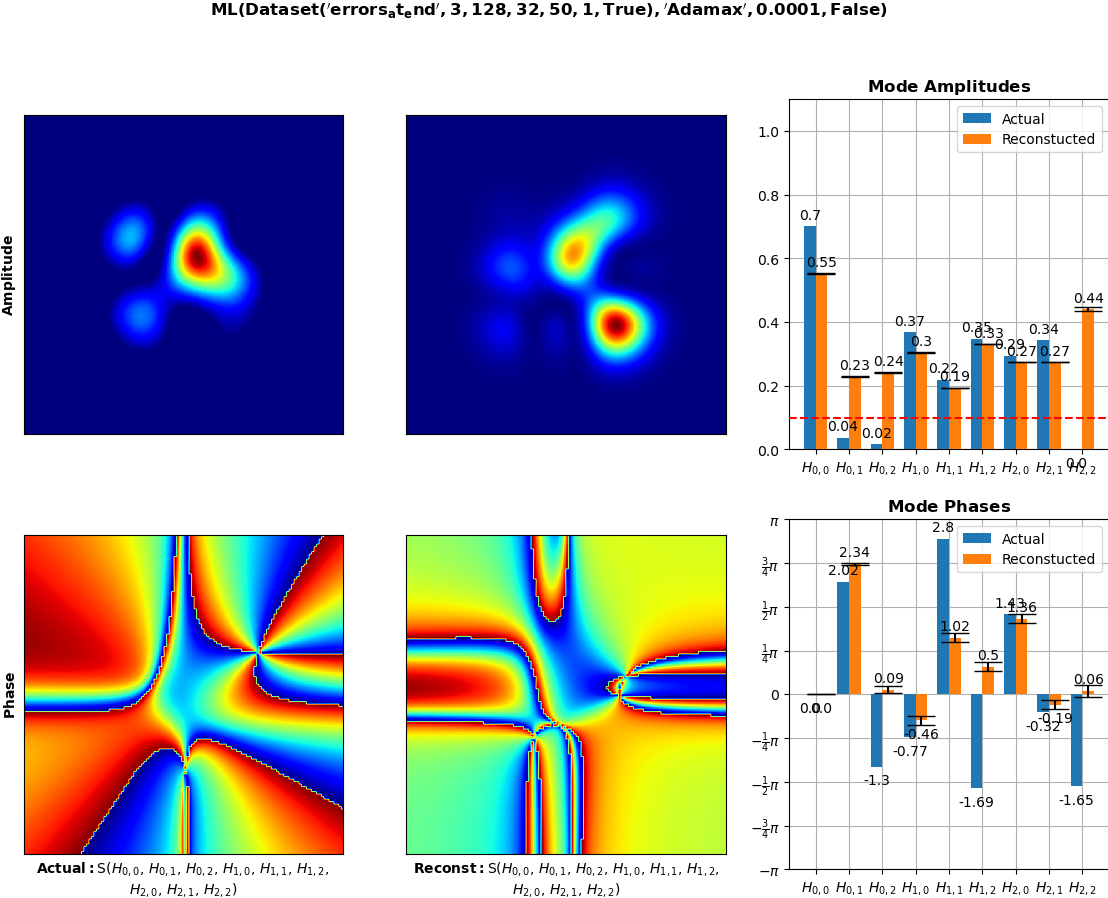 ML(Dataset('errorsₐtₑnd', 3, 128, 32, 50, 1, True), 'Adamax', 0.0001, False)
Amplitude
Mode Amplitudes
Actual
Reconstucted
1.0
0.8
0.6
0.4
0.2
0.0
0.7
0.55
0.04
0.23
0.02
0.24
0.37
0.3
0.22
0.19
0.35
0.33
0.29
0.27
0.34
0.27
0.0
0.44
H₀,₀ H₀,₁ H₀,₂ H₁,₀ H₁,₁ H₁,₂ H₂,₀ H₂,₁ H₂,₂
Phase
Actual: S(H₀,₀, H₀,₁, H₀,₂, H₁,₀, H₁,₁, H₁,₂,
H₂,₀, H₂,₁, H₂,₂)
Reconst: S(H₀,₀, H₀,₁, H₀,₂, H₁,₀, H₁,₁, H₁,₂,
H₂,₀, H₂,₁, H₂,₂)
Mode Phases
Actual
Reconstucted
π
3/4π
1/2π
1/4π
0
−1/4π
−1/2π
−3/4π
−π
0.0
0.0
2.02
2.34
-1.3
0.09
-0.77
-0.46
2.8
1.02
-1.69
0.5
1.43
1.36
-0.32
-0.19
-1.65
0.06
H₀,₀ H₀,₁ H₀,₂ H₁,₀ H₁,₁ H₁,₂ H₂,₀ H₂,₁ H₂,₂